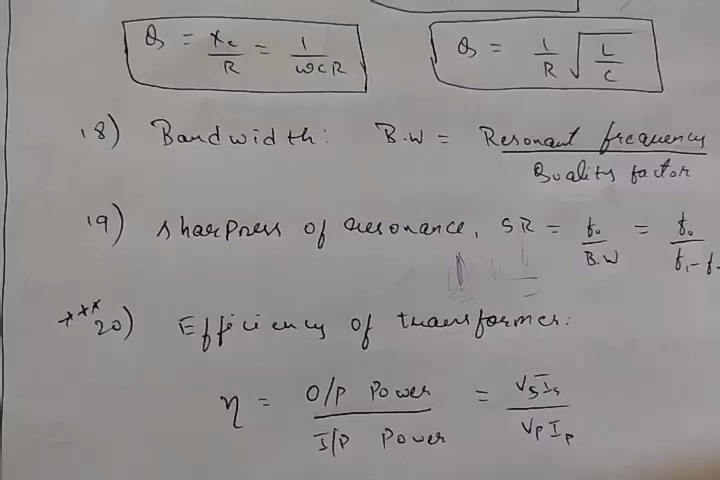 Q = Xc/R = 1/ωCR
Q = 1/R √(L/C)
18) Bandwidth: B.W = Resonant frequency / Quality factor
19) sharpness of resonance, SR = f₀/B.W = f₀/f₁-f
***20) Efficiency of transformer:
η = O/P Power / I/P Power = VsIs / VpIp